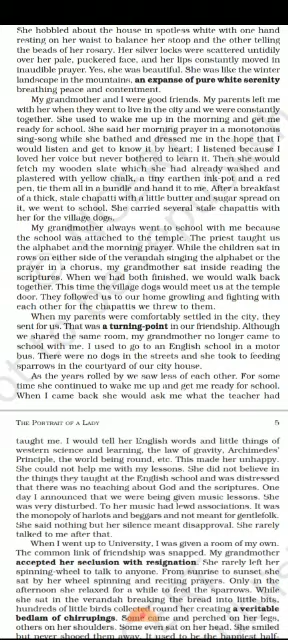 She hobbled about the house in spotless white with one hand
resting on her waist to balance her stoop and the other telling
the beads of her rosary. Her silver locks were scattered untidily
over her pale, puckered face, and her lips constantly moved in
inaudible prayer. Yes, she was beautiful. She was like the winter
landscape in the mountains, an expanse of pure white serenity
breathing peace and contentment.
My grandmother and I were good friends. My parents left me
with her when they went to live in the city and we were constantly
together. She used to wake me up in the morning and get me
ready for school. She said her morning prayer in a monotonous
sing-song while she bathed and dressed me in the hope that I
would listen and get to know it by heart. I listened because I
loved her voice but never bothered to learn it. Then she would
fetch my wooden slate which she had already washed and
plastered with yellow chalk, a tiny earthen ink-pot and a red
pen, tie them all in a bundle and hand it to me. After a breakfast
of a thick, stale chapatti with a little butter and sugar spread on
it, we went to school. She carried several stale chapattis with
her for the village dogs.
My grandmother always went to school with me because
the school was attached to the temple. The priest taught us
the alphabet and the morning prayer. While the children sat in
rows on either side of the verandah singing the alphabet or the
prayer in a chorus, my grandmother sat inside reading the
scriptures. When we had both finished, we would walk back
together. This time the village dogs would meet us at the temple
door. They followed us to our home growling and fighting with
each other for the chapattis we threw to them.
When my parents were comfortably settled in the city, they
sent for us. That was a turning-point in our friendship. Although
we shared the same room, my grandmother no longer came to
school with me. I used to go to an English school in a motor
bus. There were no dogs in the streets and she took to feeding
sparrows in the courtyard of our city house.
As the years rolled by we saw less of each other. For some
time she continued to wake me up and get me ready for school.
When I came back she would ask me what the teacher had
THE PORTRAIT OF A LADY 5
taught me. I would tell her English words and little things of
western science and learning, the law of gravity, Archimedes'
Principle, the world being round, etc. This made her unhappy.
She could not help me with my lessons. She did not believe in
the things they taught at the English school and was distressed
that there was no teaching about God and the scriptures. One
day I announced that we were being given music lessons. She
was very disturbed. To her music had lewd associations. It was
the monopoly of harlots and beggars and not meant for gentlefolk.
She said nothing but her silence meant disapproval. She rarely
talked to me after that.
When I went up to University, I was given a room of my own.
The common link of friendship was snapped. My grandmother
accepted her seclusion with resignation. She rarely left her
spinning-wheel to talk to anyone. From sunrise to sunset she
sat by her wheel spinning and reciting prayers. Only in the
afternoon she relaxed for a while to feed the sparrows. While
she sat in the verandah breaking the bread into little bits,
hundreds of little birds collected round her creating a veritable
bedlam of chirrupings. Some came and perched on her legs,
others on her shoulders. Some even sat on her head. She smiled
but never shooed them away. It used to be the happiest half-